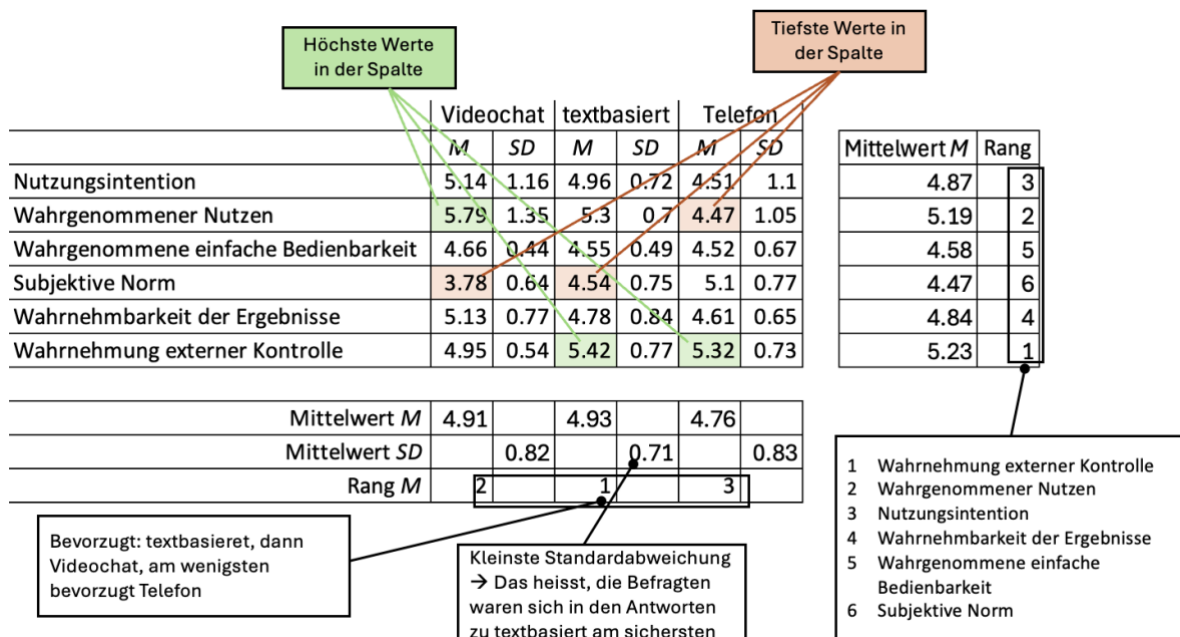 Höchste Werte
in der Spalte
Tiefste Werte in
der Spalte
Videochat textbasiert Telefon
M SD M SD M SD
Nutzungsintention 5.14 1.16 4.96 0.72 4.51 1.1
Wahrgenommener Nutzen 5.79 1.35 5.3 0.7 4.47 1.05
Wahrgenommene einfache Bedienbarkeit 4.66 0.44 4.55 0.49 4.52 0.67
Subjektive Norm 3.78 0.64 4.54 0.75 5.1 0.77
Wahrnehmbarkeit der Ergebnisse 5.13 0.77 4.78 0.84 4.61 0.65
Wahrnehmung externer Kontrolle 4.95 0.54 5.42 0.77 5.32 0.73
Mittelwert M Rang
4.87 3
5.19 2
4.58 5
4.47 6
4.84 4
5.23 1
Mittelwert M 4.91 4.93 4.76
Mittelwert SD 0.82 0.71 0.83
Rang M 2 1 3
Bevorzugt: textbasieret, dann
Videochat, am wenigsten
bevorzugt Telefon
Kleinste Standardabweichung
→ Das heisst, die Befragten
waren sich in den Antworten
zu textbasiert am sichersten
1 Wahrnehmung externer Kontrolle
2 Wahrgenommener Nutzen
3 Nutzungsintention
4 Wahrnehmbarkeit der Ergebnisse
5 Wahrgenommene einfache
Bedienbarkeit
6 Subjektive Norm